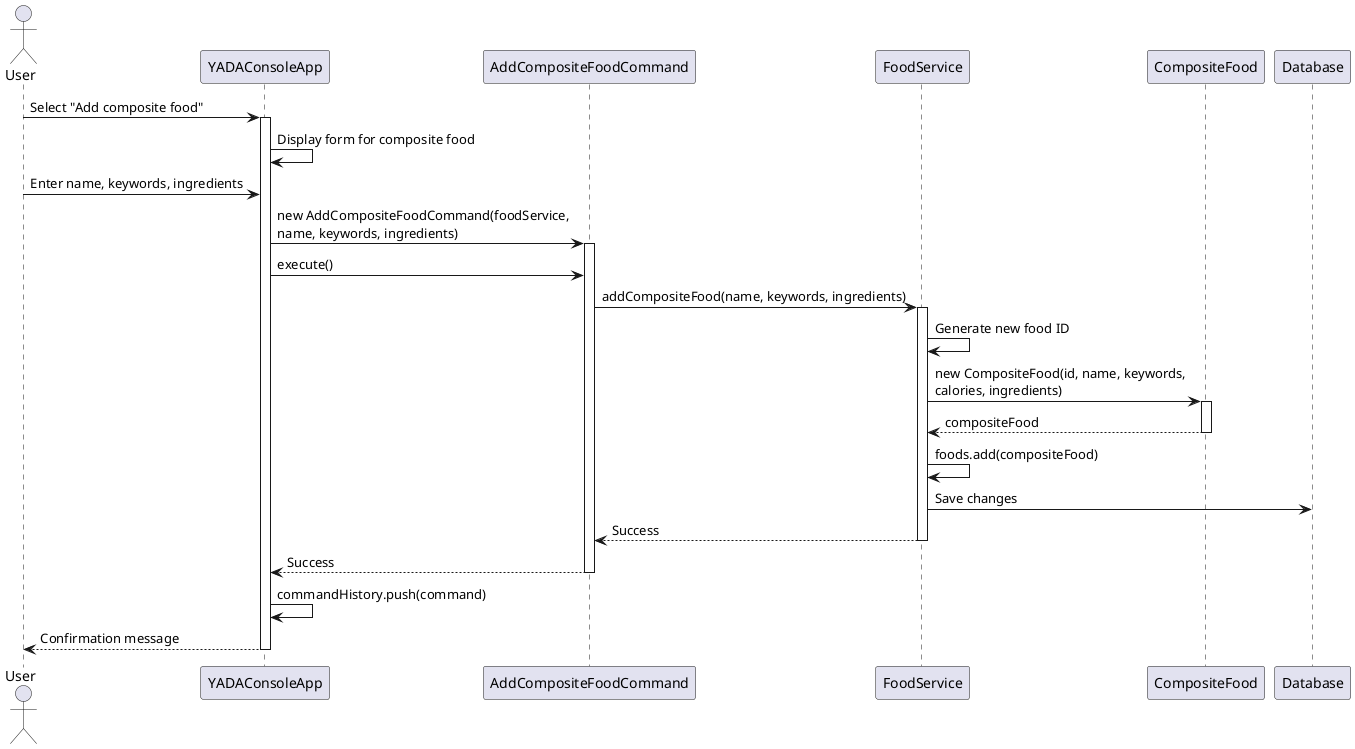 User
YADAConsoleApp
AddCompositeFoodCommand
FoodService
CompositeFood
Database
Select "Add composite food"
Display form for composite food
Enter name, keywords, ingredients
new AddCompositeFoodCommand(foodService,
name, keywords, ingredients)
execute()
addCompositeFood(name, keywords, ingredients)
Generate new food ID
new CompositeFood(id, name, keywords,
calories, ingredients)
compositeFood
foods.add(compositeFood)
Save changes
Success
Success
commandHistory.push(command)
Confirmation message
User
YADAConsoleApp
AddCompositeFoodCommand
FoodService
CompositeFood
Database